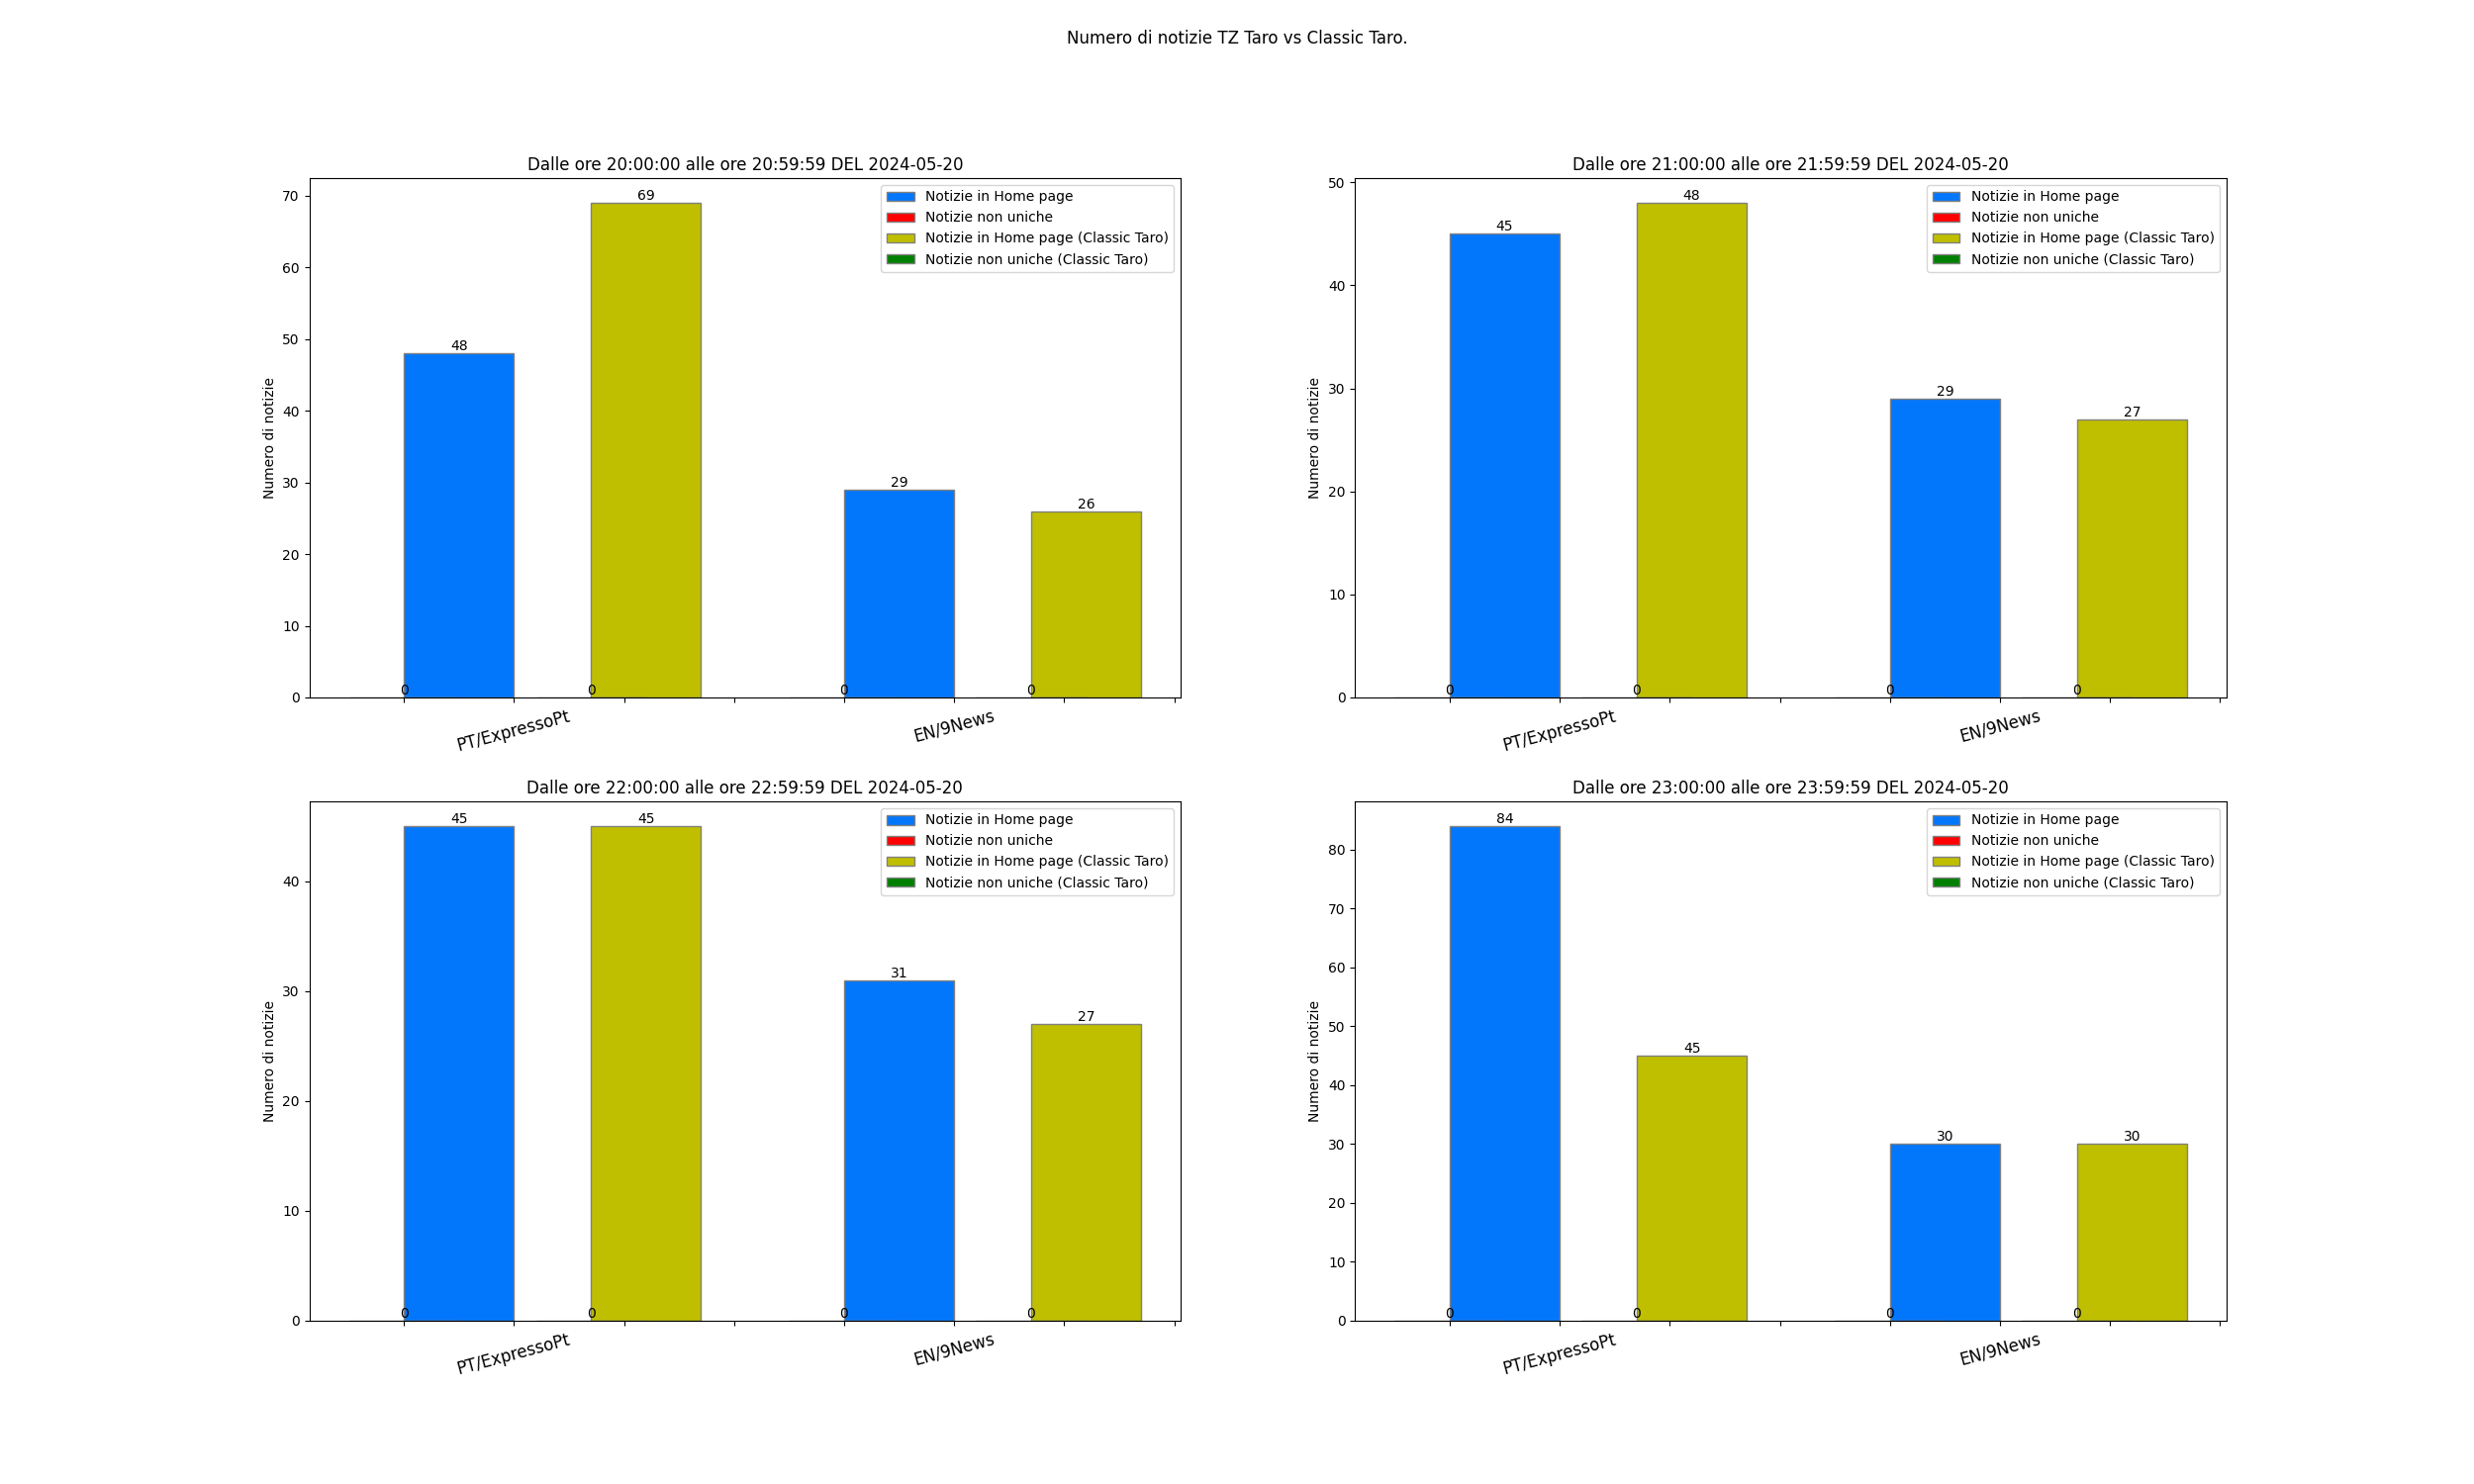 Numero di notizie TZ Taro vs Classic Taro.
Dalle ore 20:00:00 alle ore 20:59:59 DEL 2024-05-20
Numero di notizie
70
60
50
40
30
20
10
0
48
69
29
26
0
0
0
0
Notizie in Home page
Notizie non uniche
Notizie in Home page (Classic Taro)
Notizie non uniche (Classic Taro)
PT/ExpressoPt
EN/9News
Dalle ore 21:00:00 alle ore 21:59:59 DEL 2024-05-20
Numero di notizie
50
40
30
20
10
0
45
48
29
27
0
0
0
0
Notizie in Home page
Notizie non uniche
Notizie in Home page (Classic Taro)
Notizie non uniche (Classic Taro)
PT/ExpressoPt
EN/9News
Dalle ore 22:00:00 alle ore 22:59:59 DEL 2024-05-20
Numero di notizie
40
30
20
10
0
45
45
31
27
0
0
0
0
Notizie in Home page
Notizie non uniche
Notizie in Home page (Classic Taro)
Notizie non uniche (Classic Taro)
PT/ExpressoPt
EN/9News
Dalle ore 23:00:00 alle ore 23:59:59 DEL 2024-05-20
Numero di notizie
80
70
60
50
40
30
20
10
0
84
45
30
30
0
0
0
0
Notizie in Home page
Notizie non uniche
Notizie in Home page (Classic Taro)
Notizie non uniche (Classic Taro)
PT/ExpressoPt
EN/9News